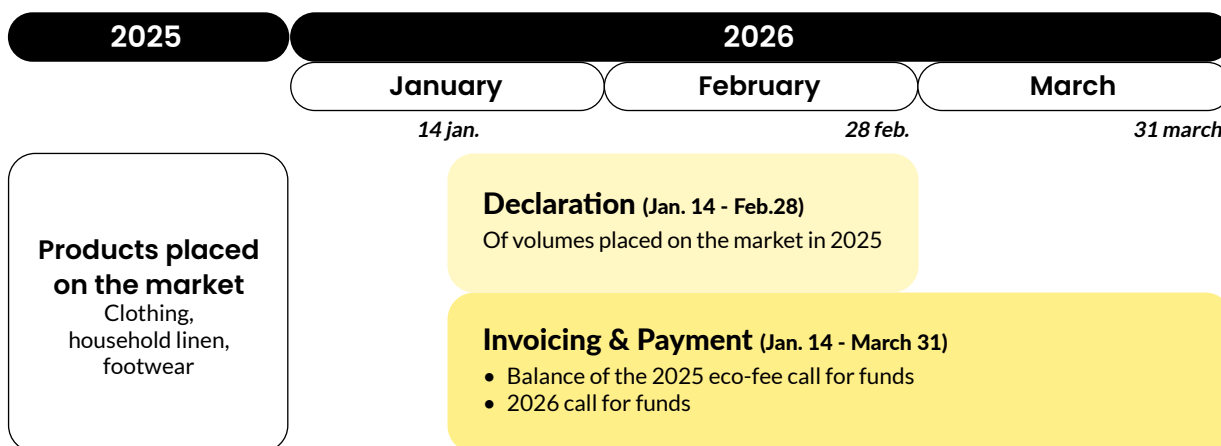 2025
2026
January
February
March
14 jan.
28 feb.
31 march
Products placed
on the market
Clothing,
household linen,
footwear
Declaration (Jan. 14 - Feb.28)
Of volumes placed on the market in 2025
Invoicing & Payment (Jan. 14 - March 31)
• Balance of the 2025 eco-fee call for funds
• 2026 call for funds